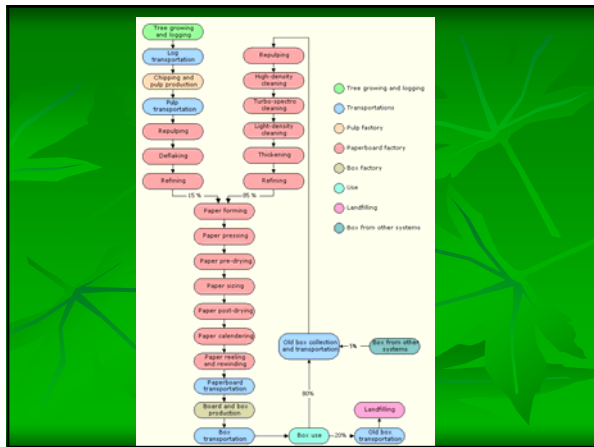 Tree growing
and logging
Log
transportation
Chipping and
pulp production
Pulp
transportation
Repulping
Deflaking
Refining
15 %
Repulping
High-density
cleaning
Turbo-spectro
cleaning
Light-density
cleaning
Thickening
Refining
85 %
Paper forming
Paper pressing
Paper pre-drying
Paper sizing
Paper post-drying
Paper calendering
Paper reeling
and rewinding
Paperboard
transportation
Board and box
production
Box
transportation
Box use
20%
Old box
transportation
Landfilling
80%
Old box collection
and transportation
5%
Box from other
systems
Tree growing and logging
Transportations
Pulp factory
Paperboard factory
Box factory
Use
Landfilling
Box from other systems